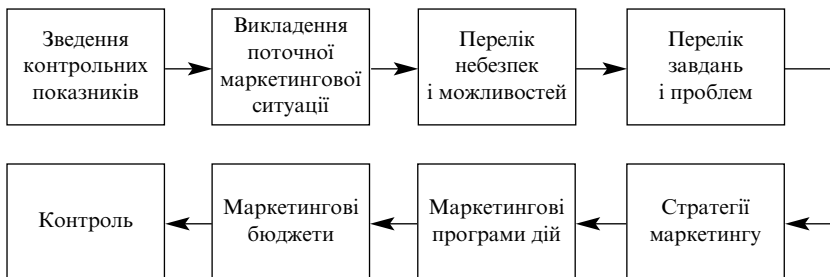 Зведення
контрольних
показників
Викладення
поточної
маркетингової
ситуації
Перелік
небезпек
і можливостей
Перелік
завдань
і проблем
Контроль
Маркетингові
бюджети
Маркетингові
програми дій
Стратегії
маркетингу